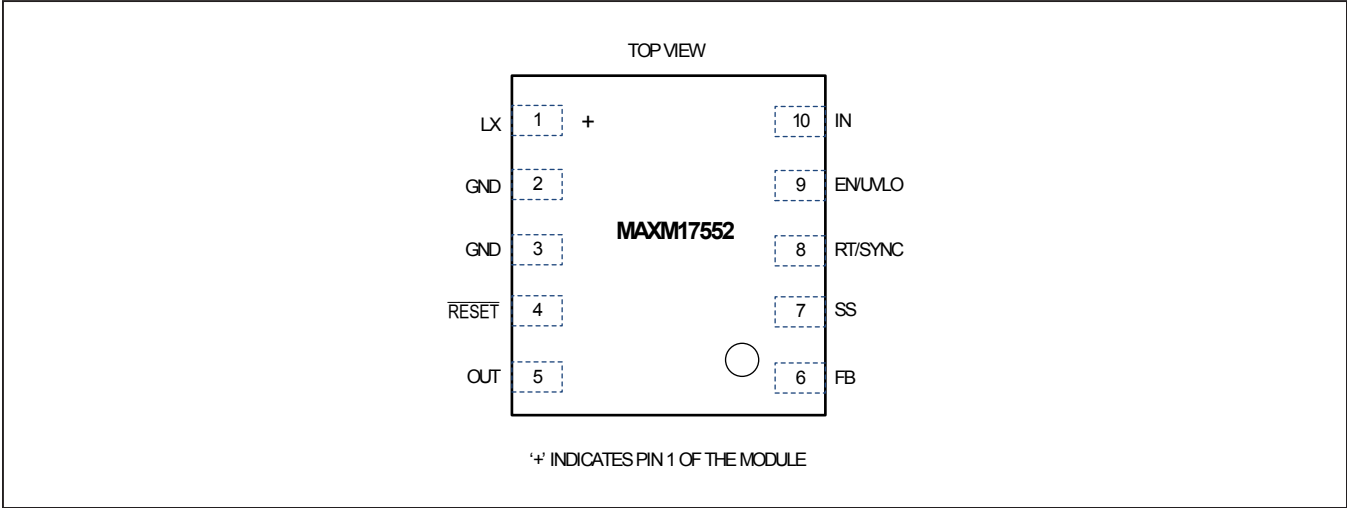 TOP VIEW
LX 1 + 10 IN
GND 2 9 EN/UVLO
MAXM17552
GND 3 8 RT/SYNC
R̅E̅S̅E̅T̅ 4 7 SS
OUT 5 6 FB
‘+’ INDICATES PIN 1 OF THE MODULE